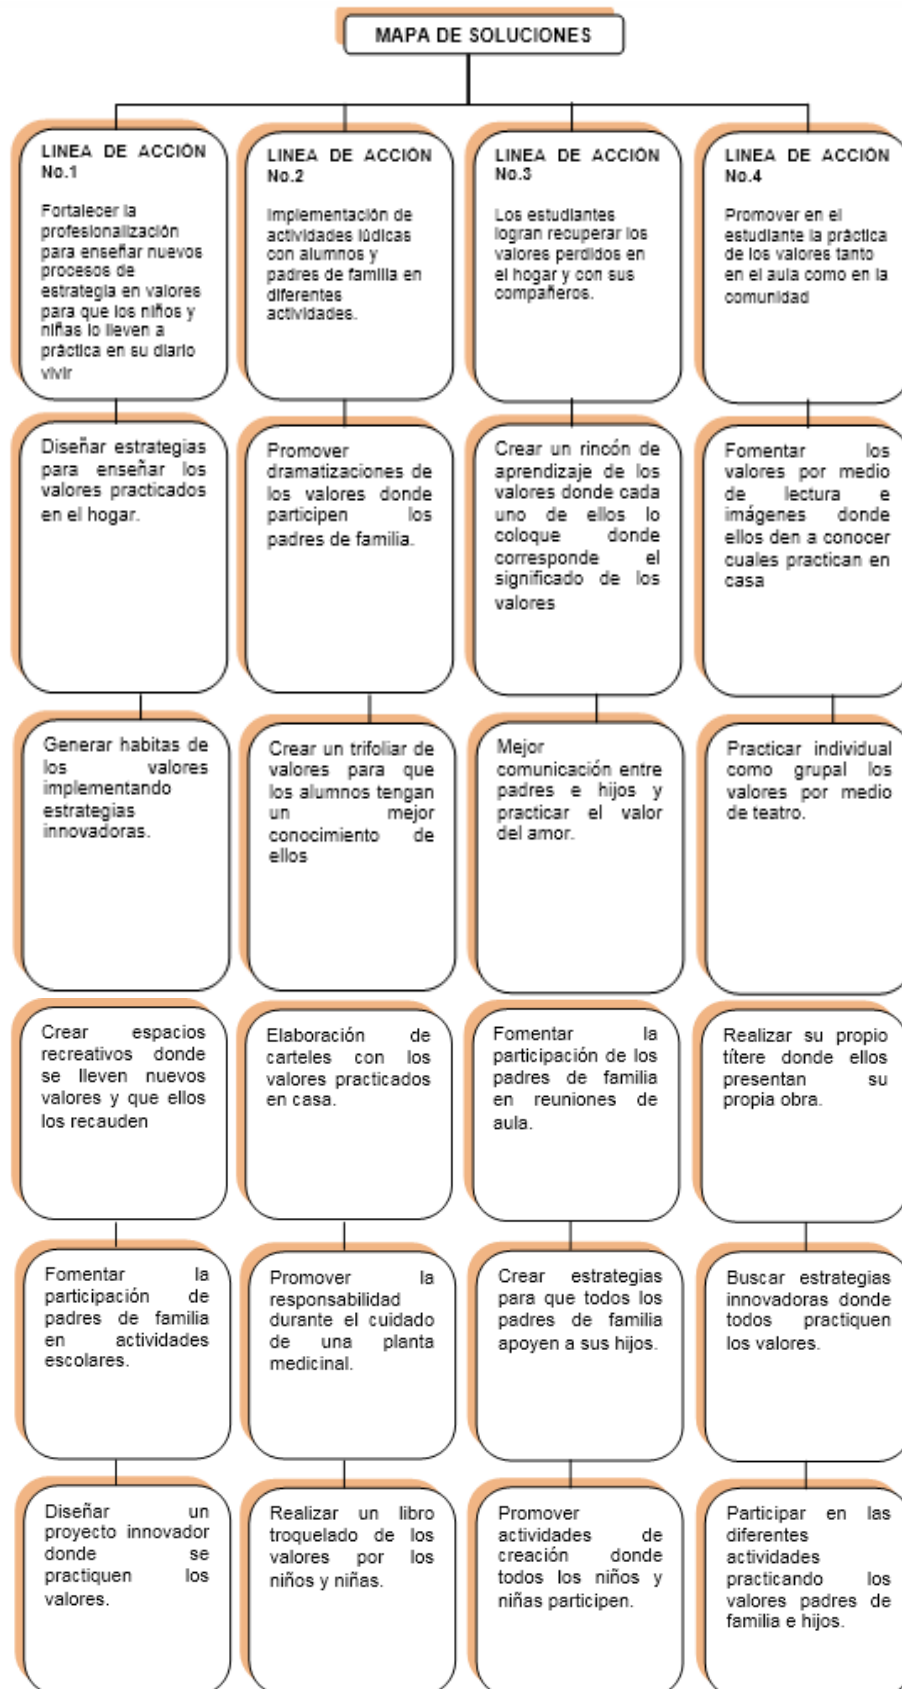 MAPA DE SOLUCIONES
LINEA DE ACCIÓN
No.1
Fortalecer la
profesionalización
para enseñar nuevos
procesos de
estrategia en valores
para que los niños y
niñas lo lleven a
práctica en su diario
vivir
LINEA DE ACCIÓN
No.2
Implementación de
actividades lúdicas
con alumnos y
padres de familia en
diferentes
actividades.
LINEA DE ACCIÓN
No.3
Los estudiantes
logran recuperar los
valores perdidos en
el hogar y con sus
compañeros.
LINEA DE ACCIÓN
No.4
Promover en el
estudiante la práctica
de los valores tanto
en el aula como en la
comunidad
Diseñar estrategias
para enseñar los
valores practicados
en el hogar.
Promover
dramatizaciones de
los valores donde
participen los
padres de familia.
Crear un rincón de
aprendizaje de los
valores donde cada
uno de ellos lo
coloque donde
corresponde el
significado de los
valores
Fomentar los
valores por medio
de lectura e
imágenes donde
ellos den a conocer
cuales practican en
casa
Generar habitas de
los valores
implementando
estrategias
innovadoras.
Crear un trifoliar de
valores para que
los alumnos tengan
un mejor
conocimiento de
ellos
Mejor
comunicación entre
padres e hijos y
practicar el valor
del amor.
Practicar individual
como grupal los
valores por medio
de teatro.
Crear espacios
recreativos donde
se lleven nuevos
valores y que ellos
los recauden
Elaboración de
carteles con los
valores practicados
en casa.
Fomentar la
participación de los
padres de familia
en reuniones de
aula.
Realizar su propio
títere donde ellos
presentan su
propia obra.
Fomentar la
participación de
padres de familia
en actividades
escolares.
Promover la
responsabilidad
durante el cuidado
de una planta
medicinal.
Crear estrategias
para que todos los
padres de familia
apoyen a sus hijos.
Buscar estrategias
innovadoras donde
todos practiquen
los valores.
Diseñar un
proyecto innovador
donde se
practiquen los
valores.
Realizar un libro
troquelado de los
valores por los
niños y niñas.
Promover
actividades de
creación donde
todos los niños y
niñas participen.
Participar en las
diferentes
actividades
practicando los
valores padres de
familia e hijos.